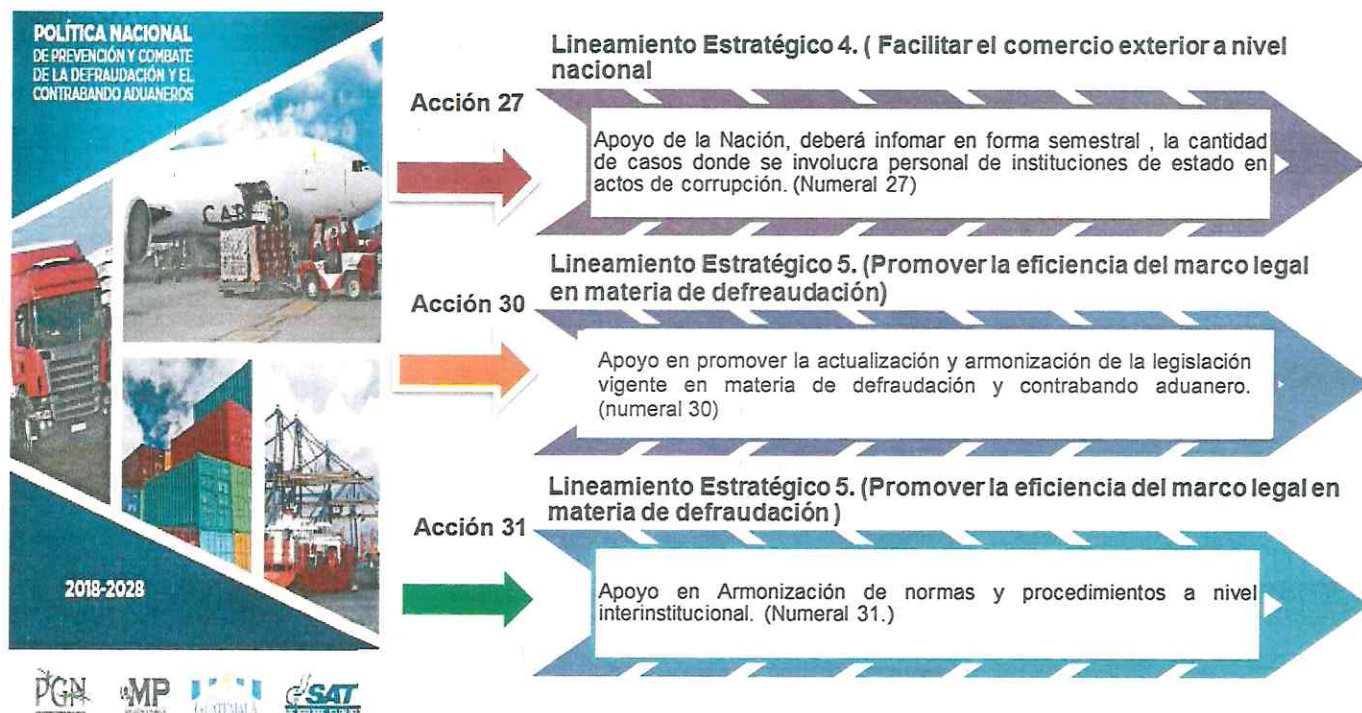 POLÍTICA NACIONAL
DE PREVENCIÓN Y COMBATE
DE LA DEFRAUDACIÓN Y EL
CONTRABANDO ADUANEROS
2018-2028
PGN
MP
GUATEMALA
SAT
Lineamiento Estratégico 4. ( Facilitar el comercio exterior a nivel
nacional
Acción 27
Apoyo de la Nación, deberá infomar en forma semestral , la cantidad
de casos donde se involucra personal de instituciones de estado en
actos de corrupción. (Numeral 27)
Lineamiento Estratégico 5. (Promover la eficiencia del marco legal
en materia de defreaudación)
Acción 30
Apoyo en promover la actualización y armonización de la legislación
vigente en materia de defraudación y contrabando aduanero.
(numeral 30)
Lineamiento Estratégico 5. (Promover la eficiencia del marco legal en
materia de defraudación )
Acción 31
Apoyo en Armonización de normas y procedimientos a nivel
interinstitucional. (Numeral 31.)